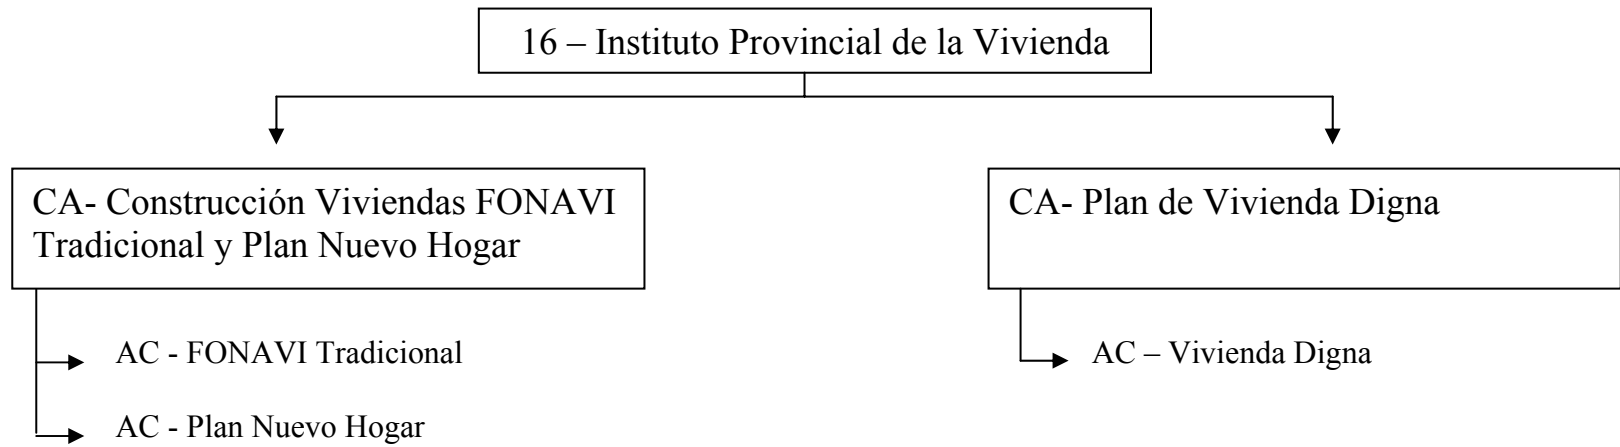 16 – Instituto Provincial de la Vivienda
CA- Construcción Viviendas FONAVI
Tradicional y Plan Nuevo Hogar
AC - FONAVI Tradicional
AC - Plan Nuevo Hogar
CA- Plan de Vivienda Digna
AC – Vivienda Digna